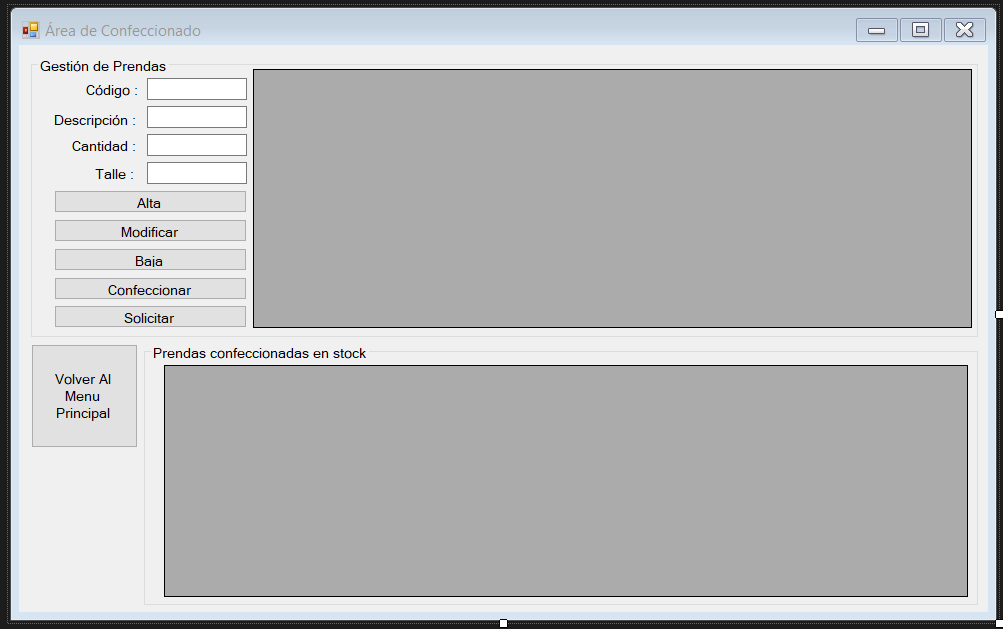 Área de Confeccionado
Gestión de Prendas
Código :
Descripción :
Cantidad :
Talle :
Alta
Modificar
Baja
Confeccionar
Solicitar
Volver Al
Menu
Principal
Prendas confeccionadas en stock